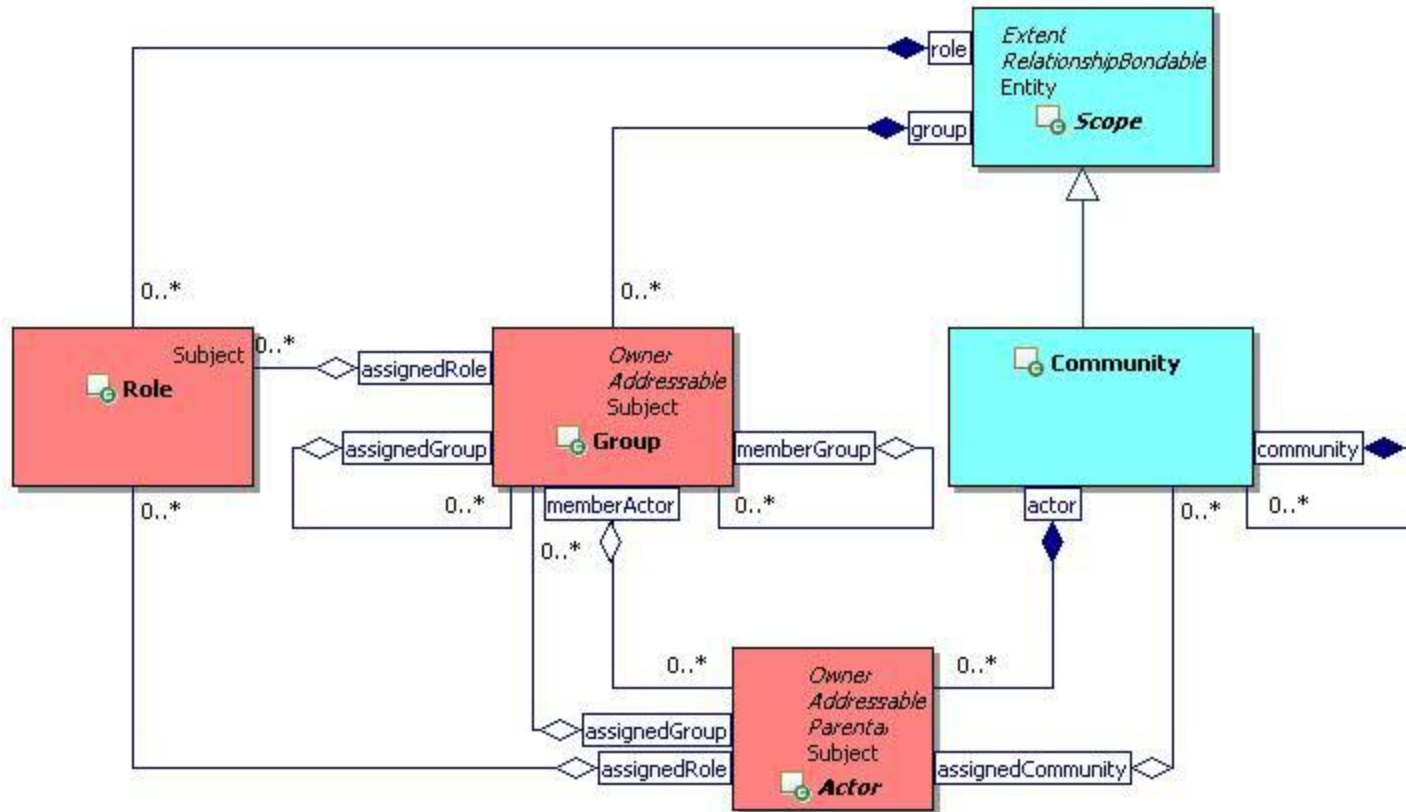 role
Extent
RelationshipBondable
Entity
Scope
group
0..*
0..*
Subject
0..*
Role
assignedRole
Owner
Addressable
Subject
Group
Community
assignedGroup
memberGroup
community
0..*
0..*
memberActor
0..*
actor
0..*
0..*
0..*
0..*
0..*
Owner
Addressable
Parental
Subject
Actor
assignedGroup
assignedRole
assignedCommunity